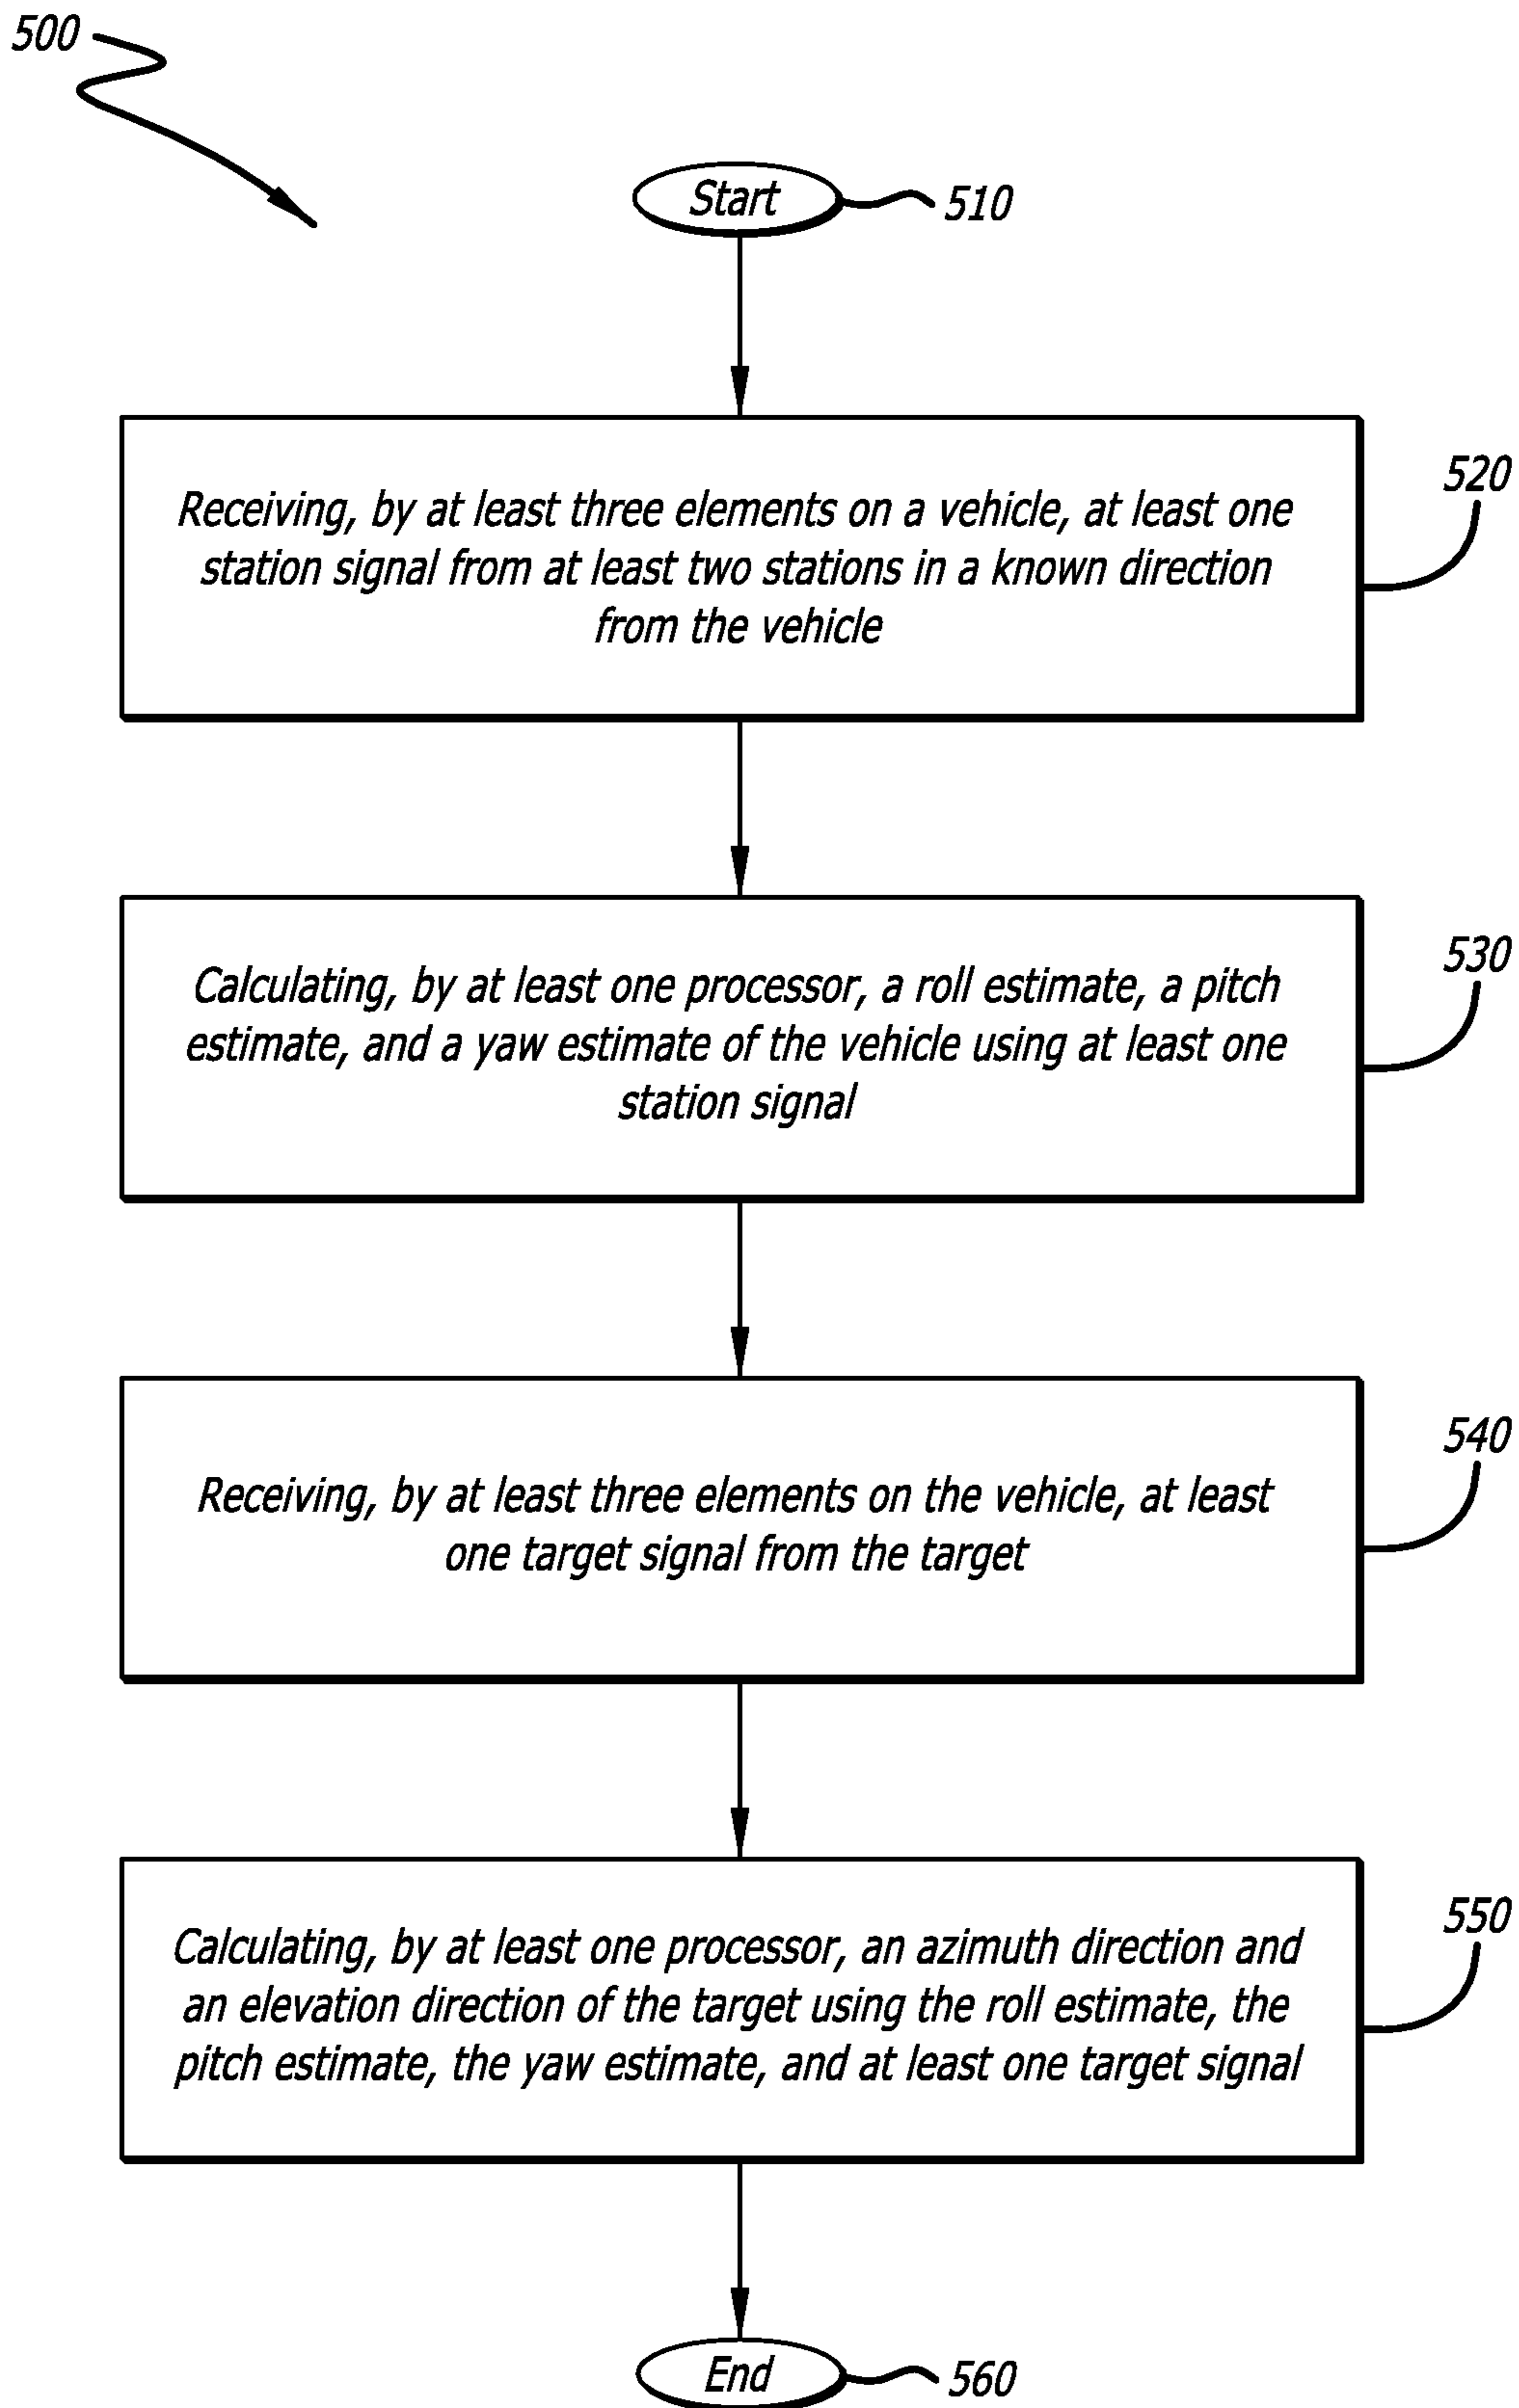 500
Start
510
Receiving, by at least three elements on a vehicle, at least one
station signal from at least two stations in a known direction
from the vehicle
520
Calculating, by at least one processor, a roll estimate, a pitch
estimate, and a yaw estimate of the vehicle using at least one
station signal
530
Receiving, by at least three elements on the vehicle, at least
one target signal from the target
540
Calculating, by at least one processor, an azimuth direction and
an elevation direction of the target using the roll estimate, the
pitch estimate, the yaw estimate, and at least one target signal
550
End
560